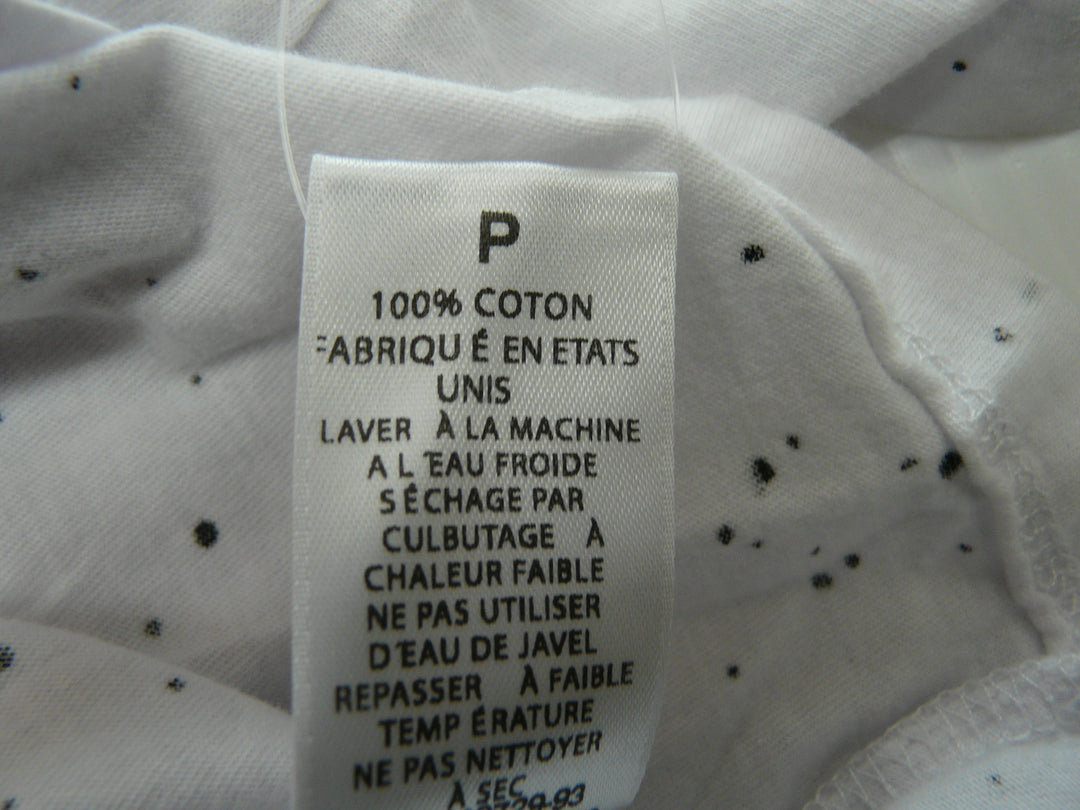 P
100% COTON
FABRIQU É EN ETATS
UNIS
LAVER À LA MACHINE
A L'EAU FROIDE
S ÉCHAGE PAR
CULBUTAGE À
CHALEUR FAIBLE
NE PAS UTILISER
D'EAU DE JAVEL
REPASSER À FAIBLE
TEMP ÉRATURE
NE PAS NETTOYER
À SEC